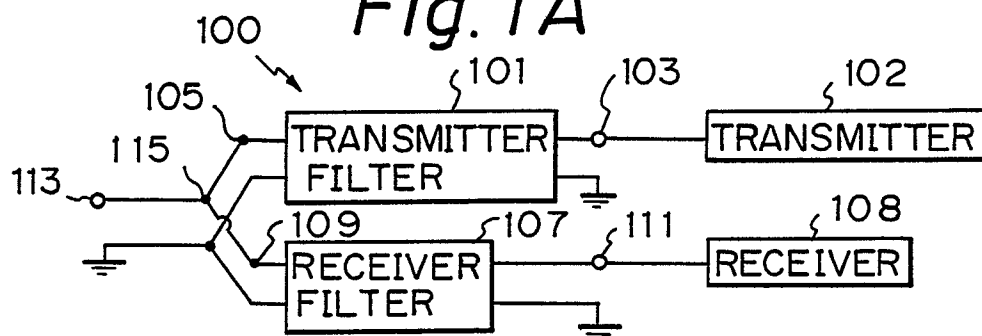 Fig. 1A
100
101
103
102
105
TRANSMITTER
FILTER
TRANSMITTER
115
113
109
107
111
108
RECEIVER
FILTER
RECEIVER